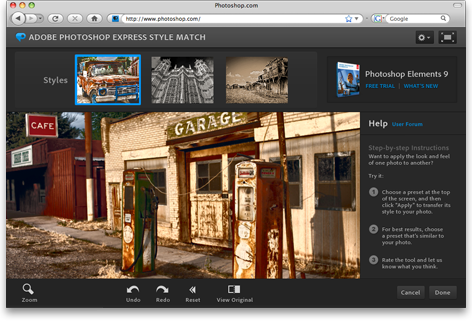 Photoshop.com
http://www.photoshop.com/
Google
ADOBE PHOTOSHOP EXPRESS STYLE MATCH
Styles
Photoshop Elements 9
FREE TRIAL | WHAT'S NEW
CAFE
GARAGE
Help User Forum
Step-by-step Instructions
Want to apply the look and feel
of one photo to another?
Try it:
1 Choose a preset at the top
of the screen, and then
click "Apply" to transfer its
style to your photo.
2 For best results, choose
a preset that's similar to
your photo.
3 Rate the tool and let us
know what you think.
Zoom
Undo
Redo
Reset
View Original
Cancel
Done